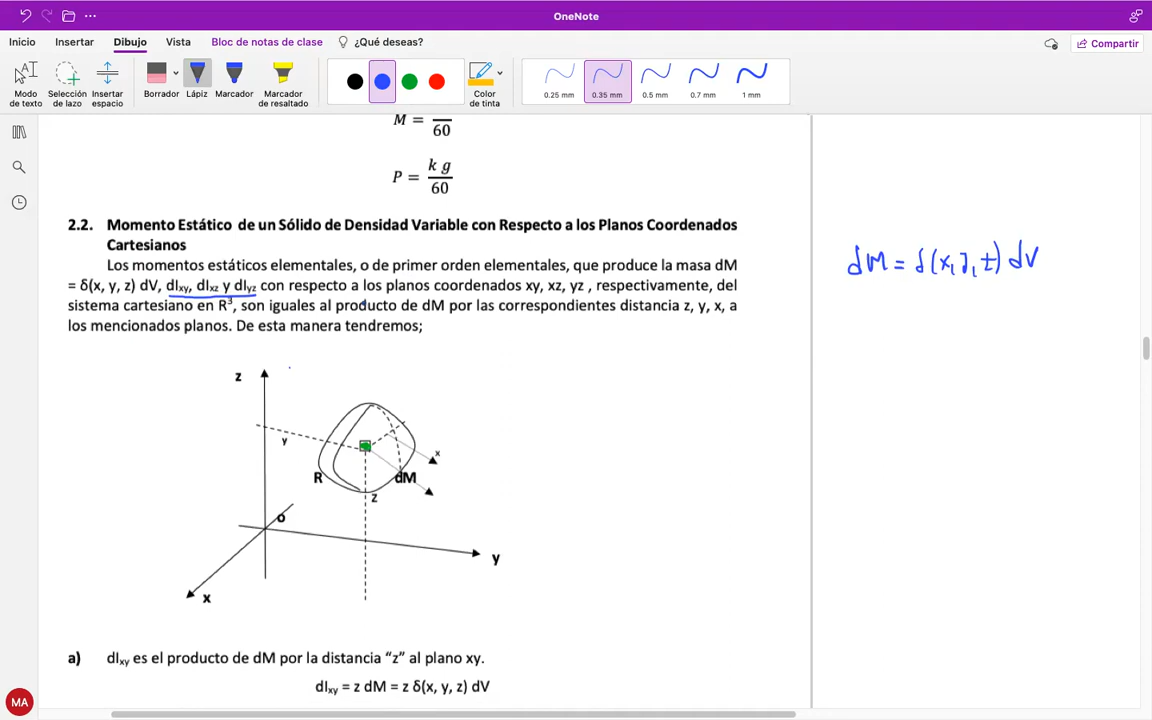 OneNote
Inicio Insertar Dibujo Vista Bloc de notas de clase ¿Qué deseas? Compartir
Modo de texto Selección de lazo Insertar espacio Borrador Lápiz Marcador Marcador de resaltado Color de tinta 0.25 mm 0.35 mm 0.5 mm 0.7 mm 1 mm
M = 60
P = k g / 60
2.2. Momento Estático de un Sólido de Densidad Variable con Respecto a los Planos Coordenados
Cartesianos
Los momentos estáticos elementales, o de primer orden elementales, que produce la masa dM
= δ(x, y, z) dV, dIxy, dIxz y dIyz con respecto a los planos coordenados xy, xz, yz , respectivamente, del
sistema cartesiano en R³, son iguales al producto de dM por las correspondientes distancia z, y, x, a
los mencionados planos. De esta manera tendremos;
dM = δ(x, y, z) dV
z
y
x
R
dM
z
O
y
x
a) dIxy es el producto de dM por la distancia “z” al plano xy.
dIxy = z dM = z δ(x, y, z) dV
MA